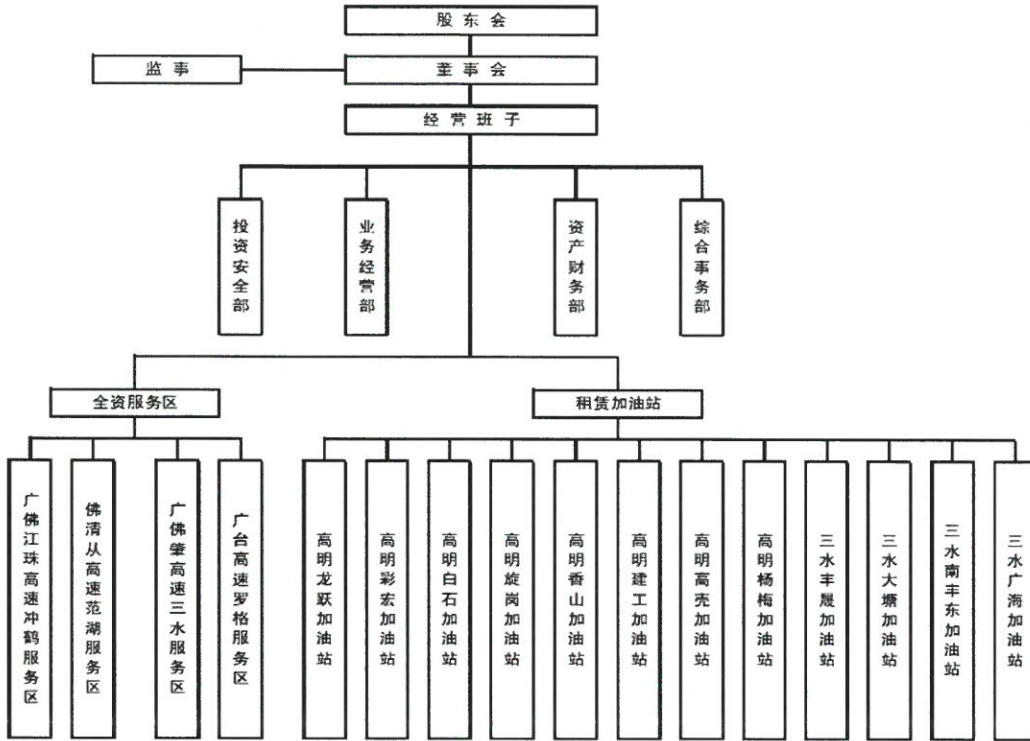 股东会
监事
董事会
经营班子
投资安全部
业务经营部
资产财务部
综合事务部
全资服务区
租赁加油站
广佛江珠高速冲鹤服务区
佛清从高速范湖服务区
广佛肇高速三水服务区
广台高速罗格服务区
高明龙跃加油站
高明彩宏加油站
高明白石加油站
高明旋岗加油站
高明香山加油站
高明建工加油站
高明高壳加油站
高明杨梅加油站
三水丰晟加油站
三水大塘加油站
三水南丰东加油站
三水广海加油站